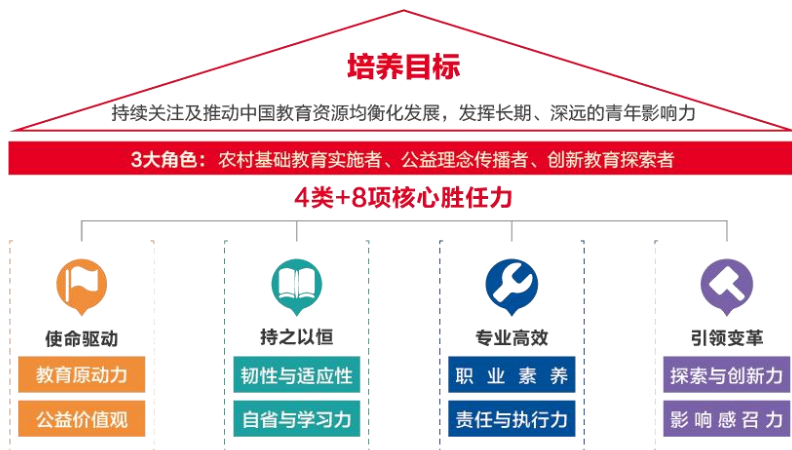 培养目标
持续关注及推动中国教育资源均衡化发展，发挥长期、深远的青年影响力
3大角色：农村基础教育实施者、公益理念传播者、创新教育探索者
4类+8项核心胜任力
使命驱动
教育原动力
公益价值观
持之以恒
韧性与适应性
自省与学习力
专业高效
职业素养
责任与执行力
引领变革
探索与创新力
影响感召力